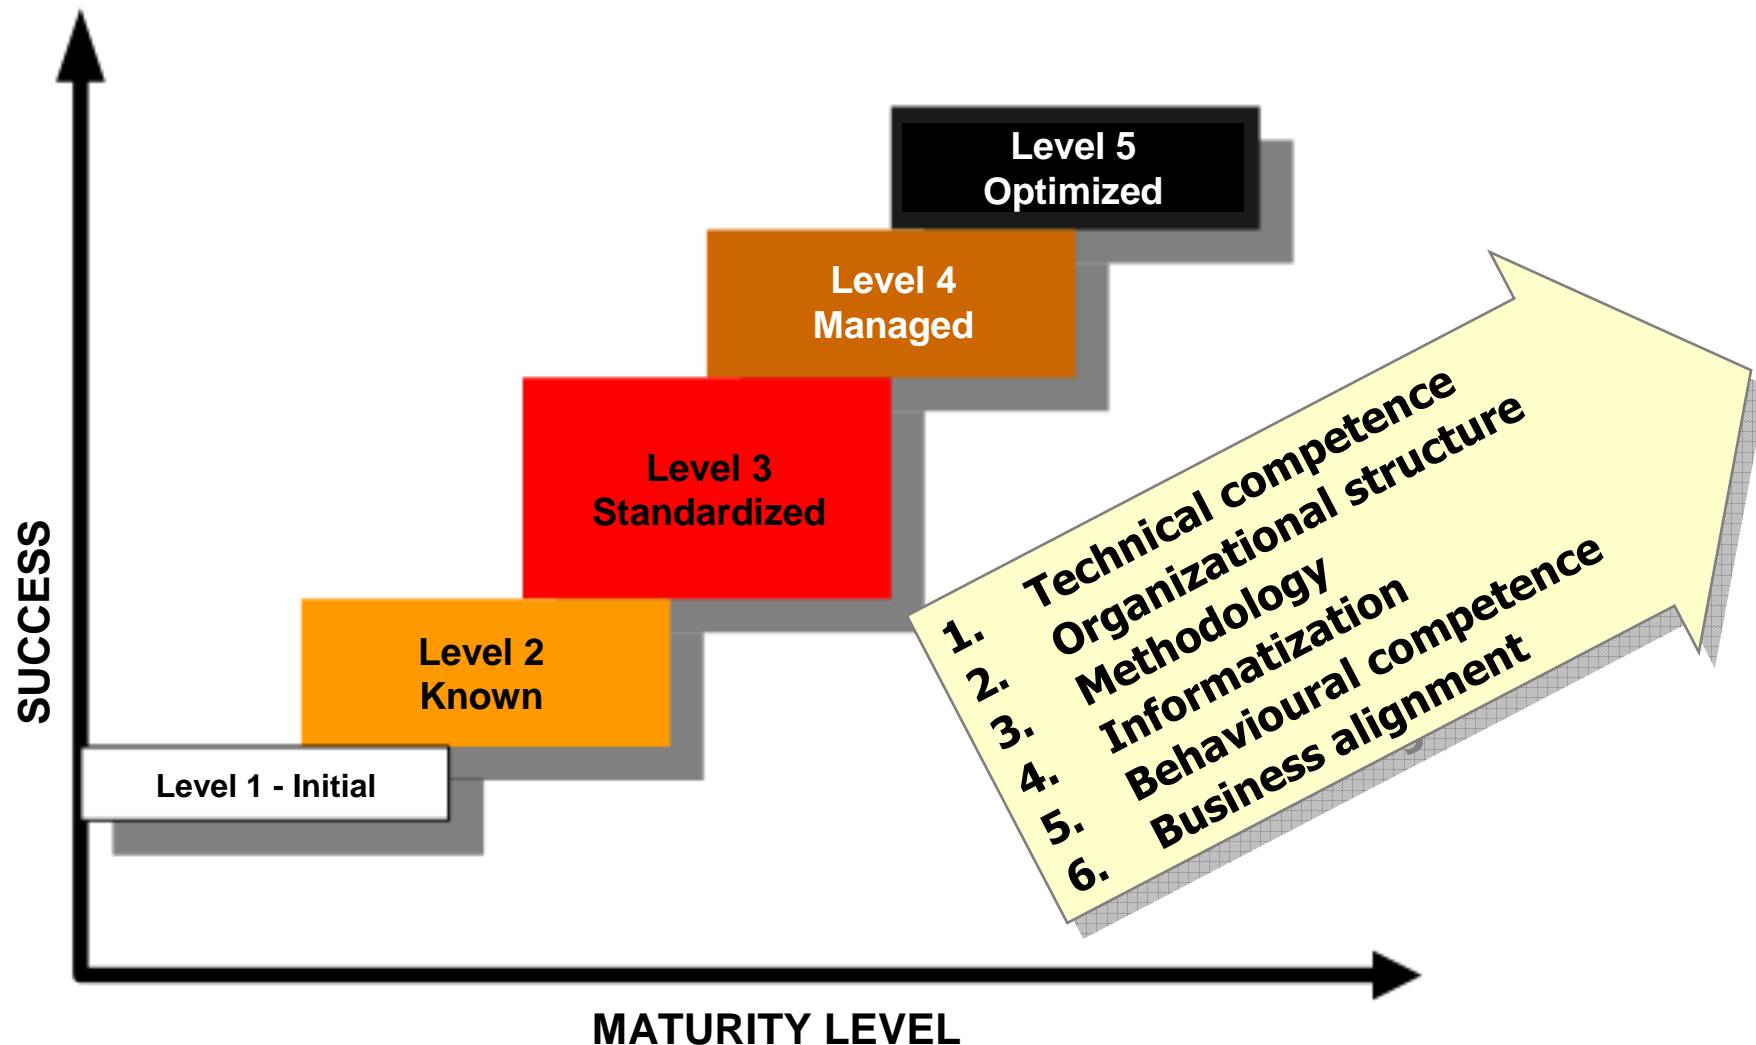 Level 5
Optimized
Level 4
Managed
Level 3
Standardized
Level 2
Known
Level 1 - Initial
SUCCESS
MATURITY LEVEL
1. Technical competence
2. Organizational structure
3. Methodology
4. Informatization
5. Behavioural competence
6. Business alignment